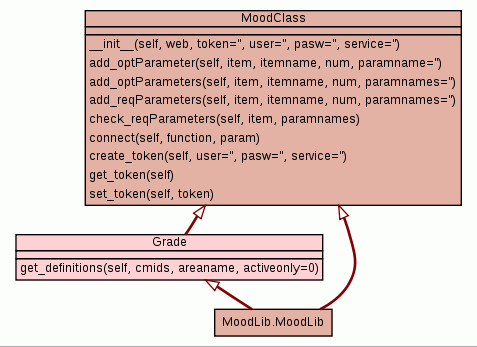 MoodClass
__init__(self, web, token='', user='', pasw='', service='')
add_optParameter(self, item, itemname, num, paramname='')
add_optParameters(self, item, itemname, num, paramnames='')
add_reqParameters(self, item, itemname, num, paramnames='')
check_reqParameters(self, item, paramnames)
connect(self, function, param)
create_token(self, user='', pasw='', service='')
get_token(self)
set_token(self, token)
Grade
get_definitions(self, cmids, areaname, activeonly=0)
MoodLib.MoodLib